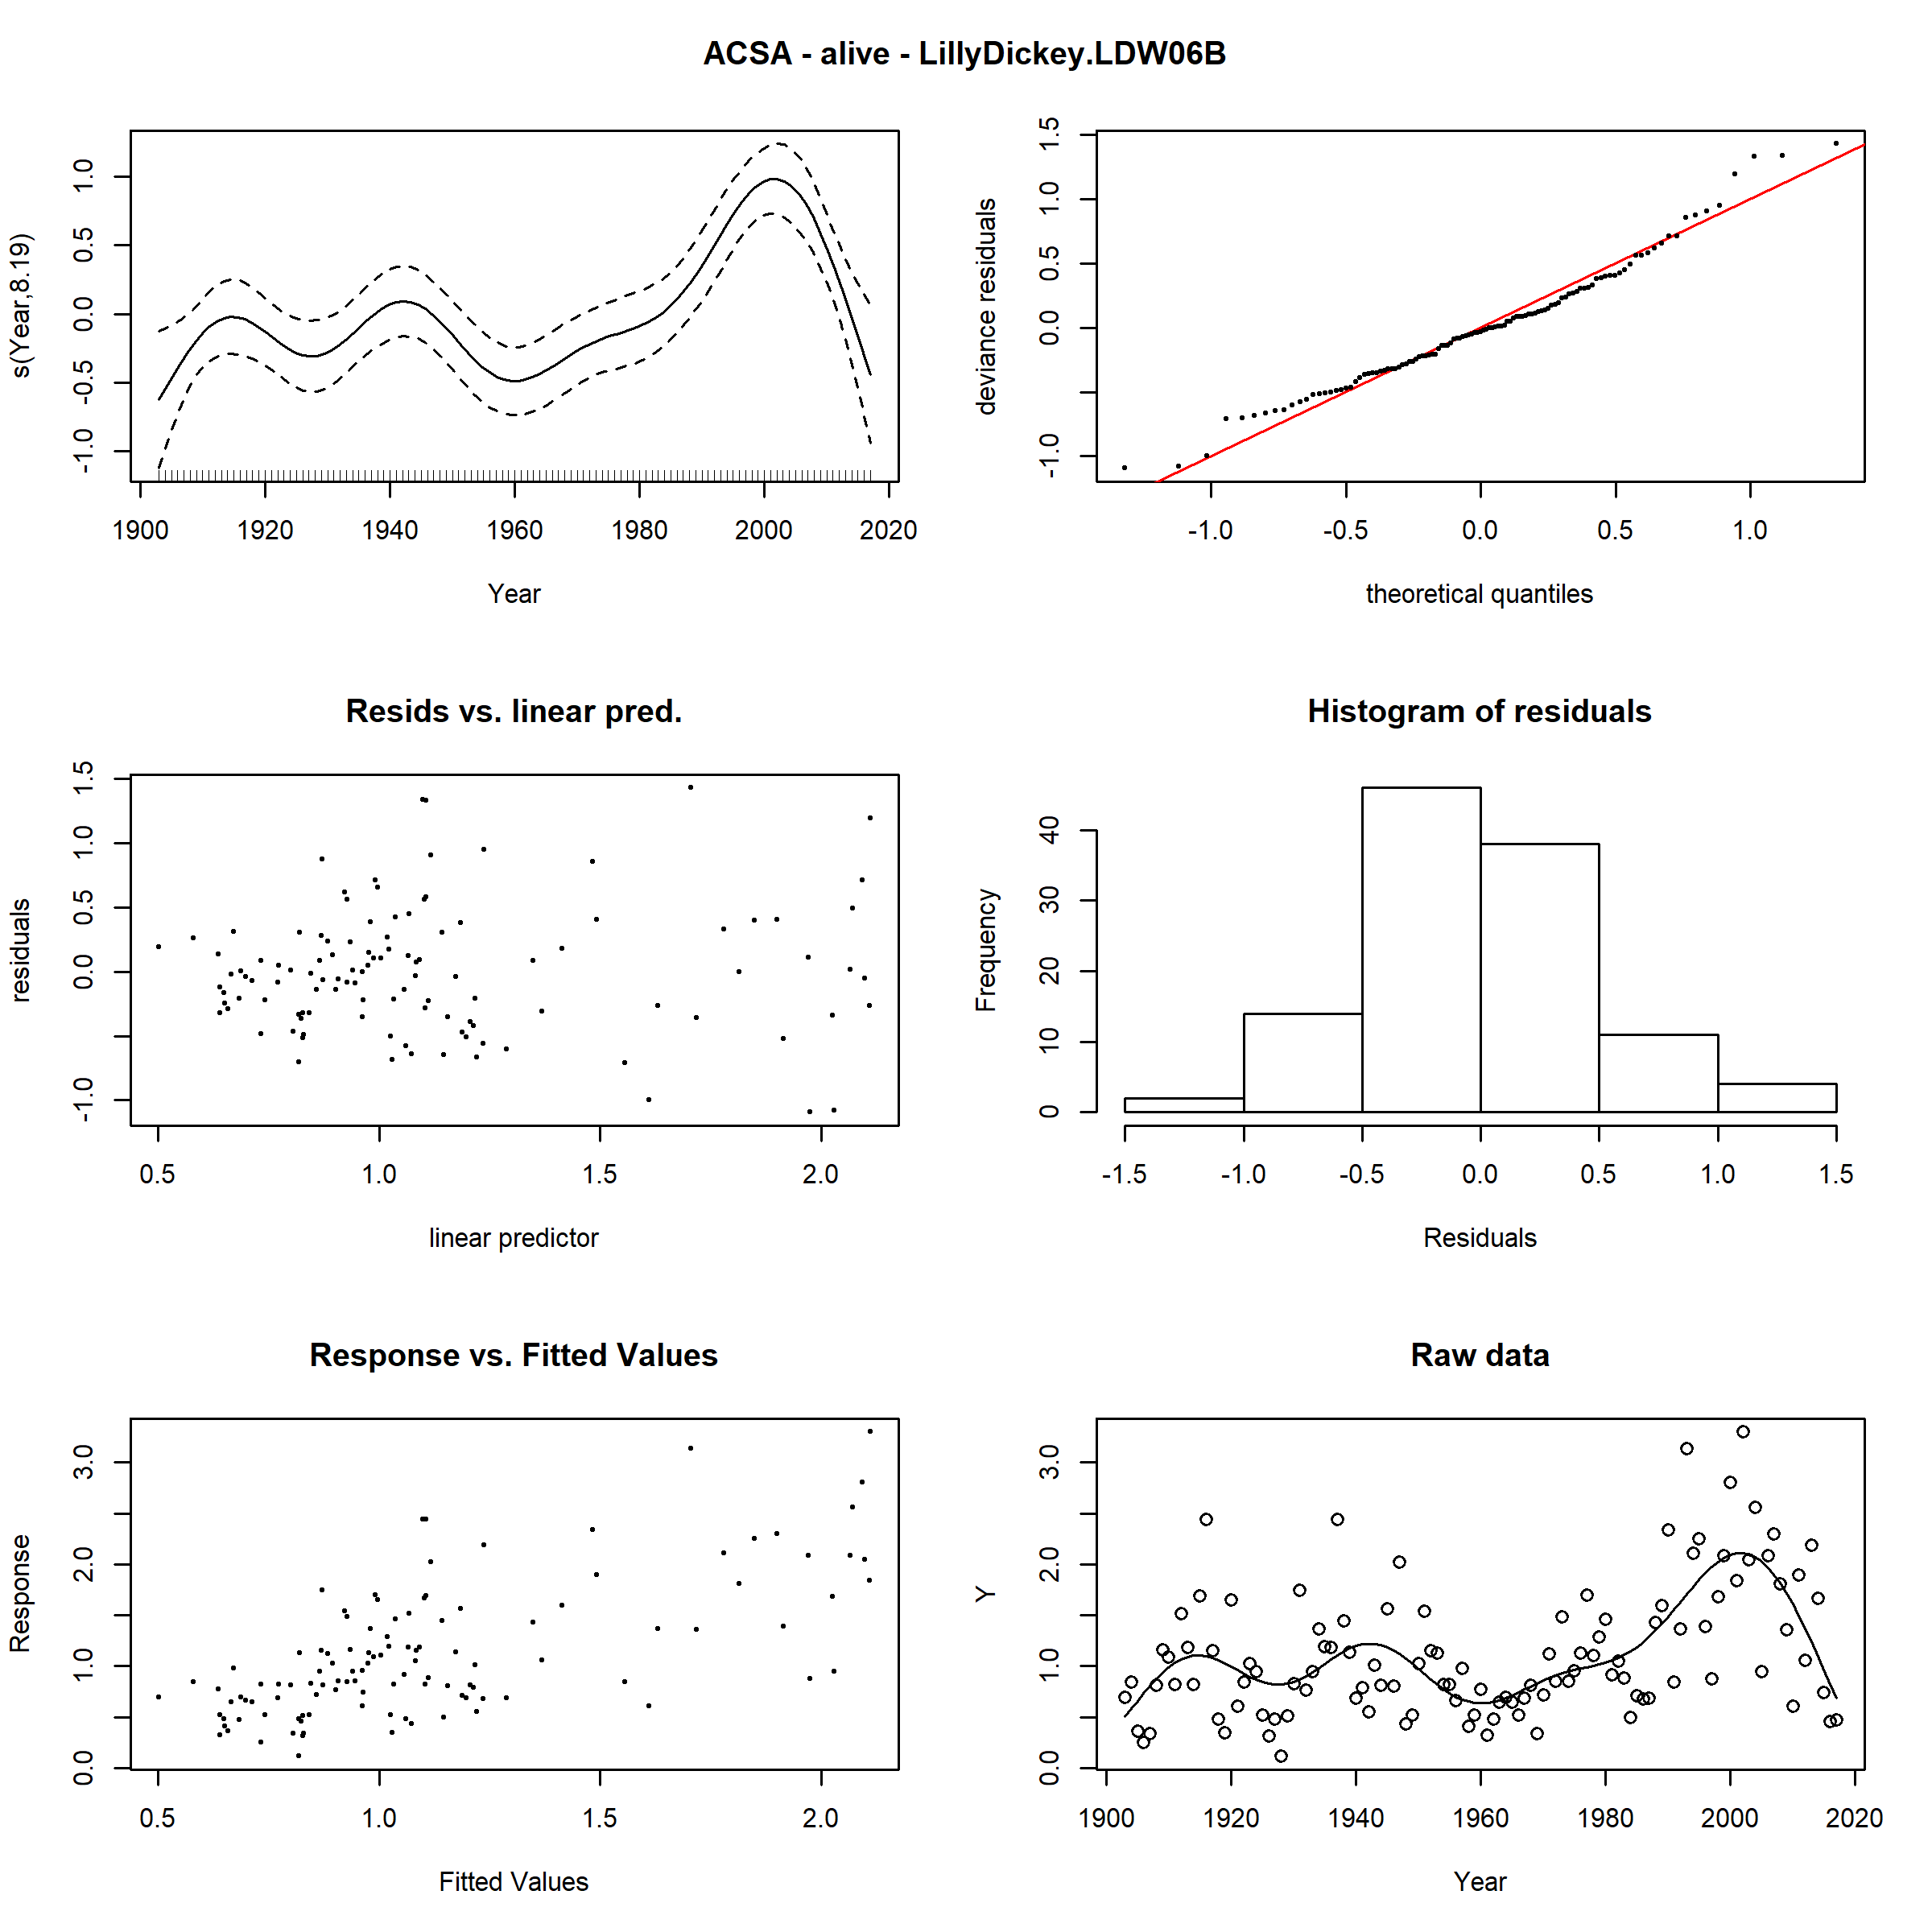 ACSA - alive - LillyDickey.LDW06B
s(Year,8.19)
-1.0 -0.5 0.0 0.5 1.0
1900 1920 1940 1960 1980 2000 2020
Year
deviance residuals
-1.0 0.0 0.5 1.0 1.5
-1.0 -0.5 0.0 0.5 1.0
theoretical quantiles
Resids vs. linear pred.
residuals
-1.0 0.0 0.5 1.0 1.5
0.5 1.0 1.5 2.0
linear predictor
Histogram of residuals
Frequency
0 10 20 30 40
-1.5 -1.0 -0.5 0.0 0.5 1.0 1.5
Residuals
Response vs. Fitted Values
Response
0.0 1.0 2.0 3.0
0.5 1.0 1.5 2.0
Fitted Values
Raw data
Y
0.0 1.0 2.0 3.0
1900 1920 1940 1960 1980 2000 2020
Year